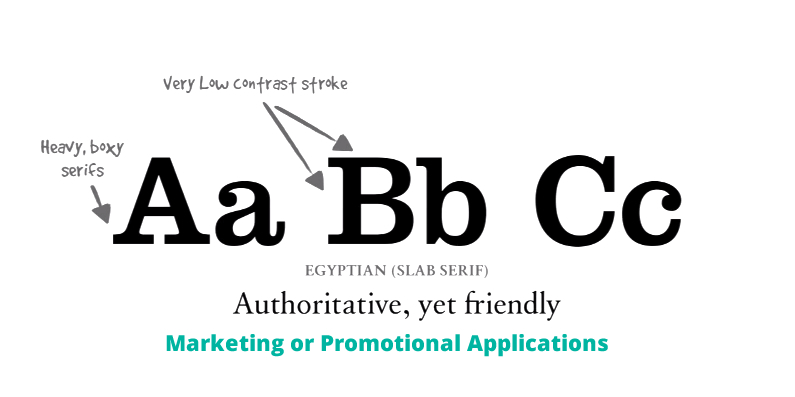 Very Low contrast stroke
Heavy, boxy
serifs
Aa Bb Cc
EGYPTIAN (SLAB SERIF)
Authoritative, yet friendly
Marketing or Promotional Applications